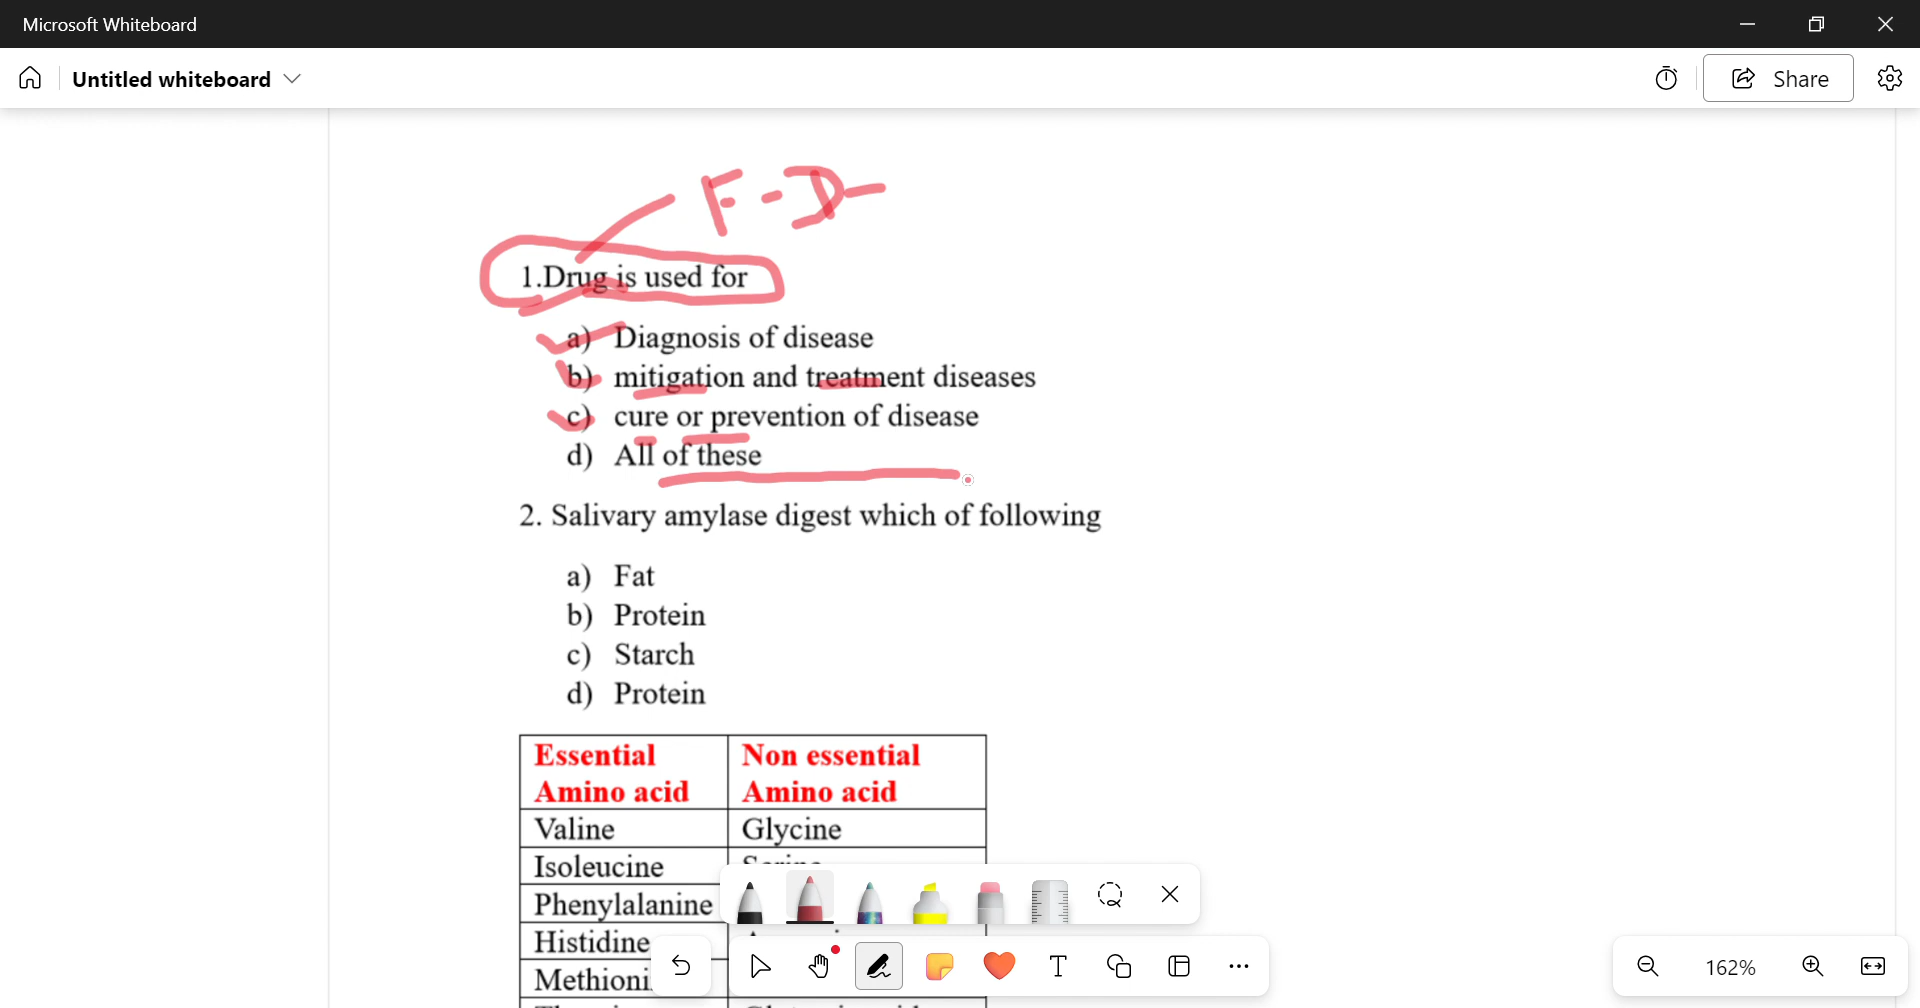 Microsoft Whiteboard
Untitled whiteboard
Share
F-D-
1.Drug is used for
a) Diagnosis of disease
b) mitigation and treatment diseases
c) cure or prevention of disease
d) All of these
2. Salivary amylase digest which of following
a) Fat
b) Protein
c) Starch
d) Protein
Essential Amino acid Non essential Amino acid
Valine Glycine
Isoleucine
Phenylalanine
Histidine
Methioni
162%